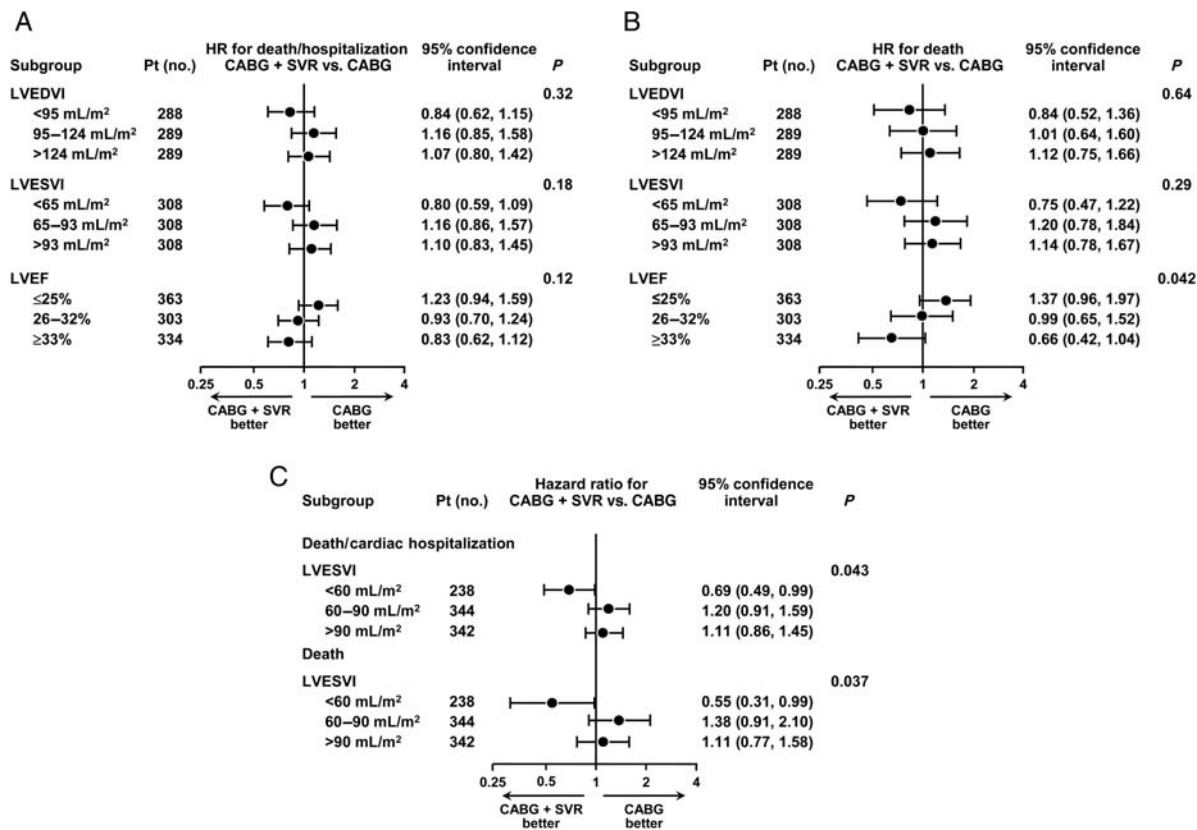 A
HR for death/hospitalization 95% confidence
Subgroup Pt (no.) CABG + SVR vs. CABG interval P
LVEDVI 0.32
<95 mL/m² 288 0.84 (0.62, 1.15)
95–124 mL/m² 289 1.16 (0.85, 1.58)
>124 mL/m² 289 1.07 (0.80, 1.42)
LVESVI 0.18
<65 mL/m² 308 0.80 (0.59, 1.09)
65–93 mL/m² 308 1.16 (0.86, 1.57)
>93 mL/m² 308 1.10 (0.83, 1.45)
LVEF 0.12
≤25% 363 1.23 (0.94, 1.59)
26–32% 303 0.93 (0.70, 1.24)
≥33% 334 0.83 (0.62, 1.12)
0.25 0.5 1 2 4
CABG + SVR CABG
better better
B
HR for death 95% confidence
Subgroup Pt (no.) CABG + SVR vs. CABG interval P
LVEDVI 0.64
<95 mL/m² 288 0.84 (0.52, 1.36)
95–124 mL/m² 289 1.01 (0.64, 1.60)
>124 mL/m² 289 1.12 (0.75, 1.66)
LVESVI 0.29
<65 mL/m² 308 0.75 (0.47, 1.22)
65–93 mL/m² 308 1.20 (0.78, 1.84)
>93 mL/m² 308 1.14 (0.78, 1.67)
LVEF 0.042
≤25% 363 1.37 (0.96, 1.97)
26–32% 303 0.99 (0.65, 1.52)
≥33% 334 0.66 (0.42, 1.04)
0.25 0.5 1 2 4
CABG + SVR CABG
better better
C
Hazard ratio for 95% confidence
Subgroup Pt (no.) CABG + SVR vs. CABG interval P
Death/cardiac hospitalization
LVESVI 0.043
<60 mL/m² 238 0.69 (0.49, 0.99)
60–90 mL/m² 344 1.20 (0.91, 1.59)
>90 mL/m² 342 1.11 (0.86, 1.45)
Death
LVESVI 0.037
<60 mL/m² 238 0.55 (0.31, 0.99)
60–90 mL/m² 344 1.38 (0.91, 2.10)
>90 mL/m² 342 1.11 (0.77, 1.58)
0.25 0.5 1 2 4
CABG + SVR CABG
better better